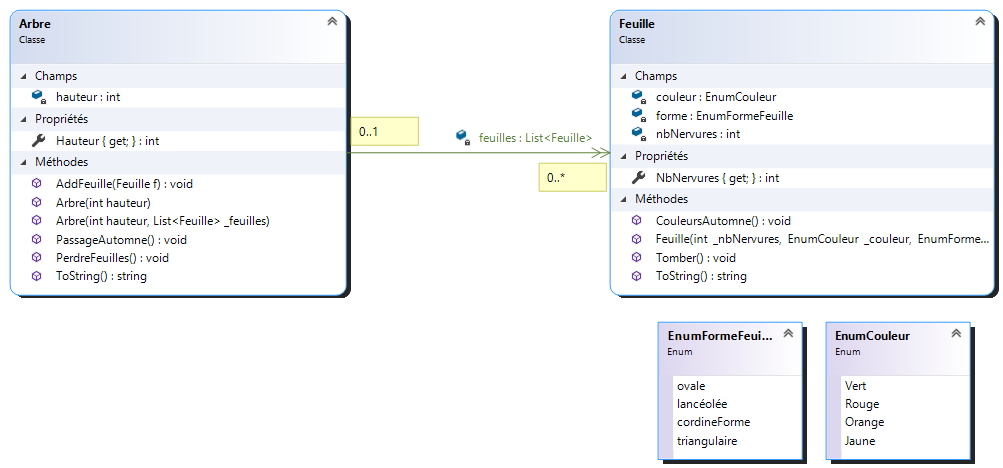 Arbre
Classe
Champs
hauteur : int
Propriétés
Hauteur { get; } : int
Méthodes
AddFeuille(Feuille f) : void
Arbre(int hauteur)
Arbre(int hauteur, List<Feuille> _feuilles)
PassageAutomne() : void
PerdreFeuilles() : void
ToString() : string
0..1
feuilles : List<Feuille>
0..*
Feuille
Classe
Champs
couleur : EnumCouleur
forme : EnumFormeFeuille
nbNervures : int
Propriétés
NbNervures { get; } : int
Méthodes
CouleursAutomne() : void
Feuille(int _nbNervures, EnumCouleur _couleur, EnumForme...
Tomber() : void
ToString() : string
EnumFormeFeui...
Enum
ovale
lancéolée
cordineForme
triangulaire
EnumCouleur
Enum
Vert
Rouge
Orange
Jaune